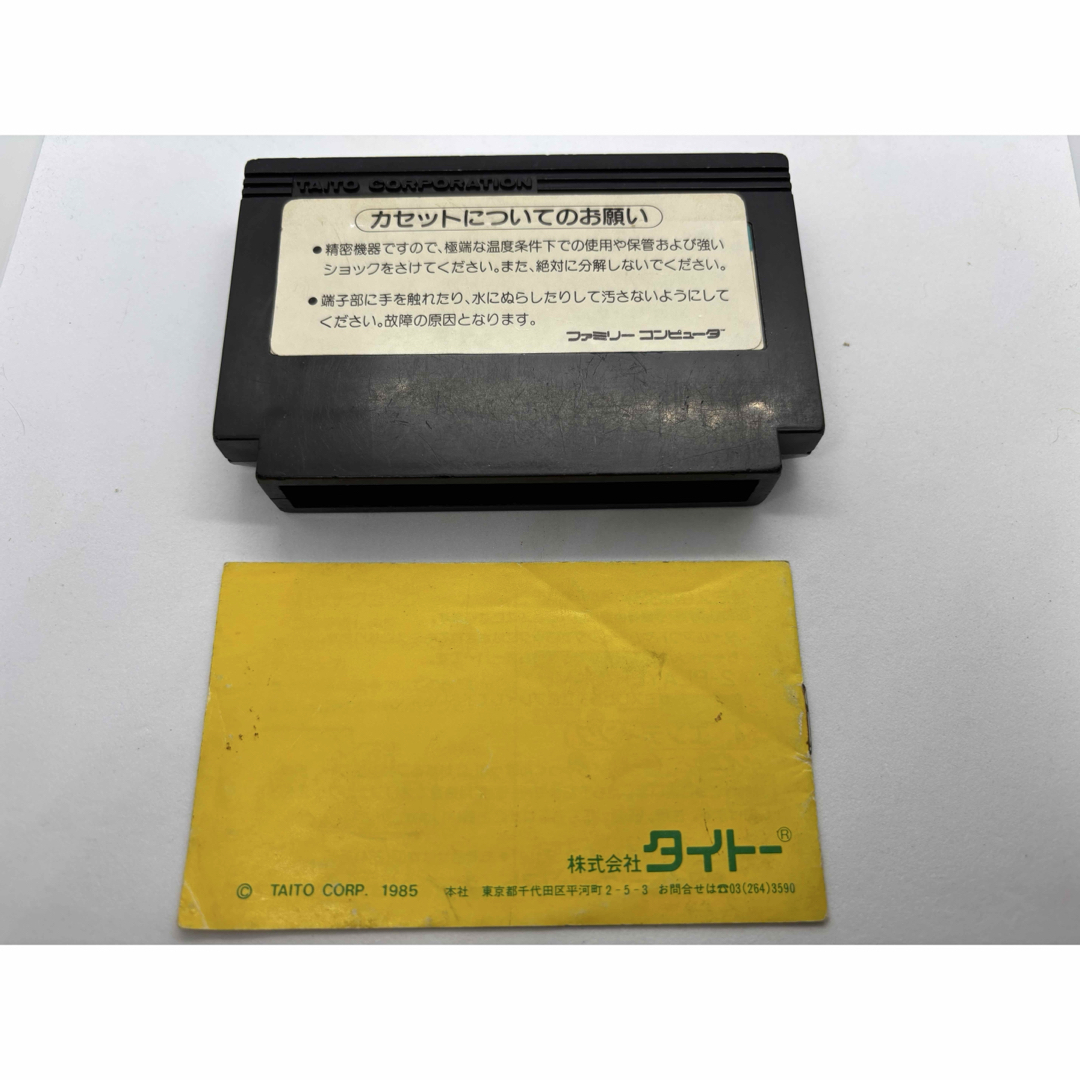 TAITO CORPORATION
カセットについてのお願い
●精密機器ですので、極端な温度条件下での使用や保管および強い
ショックをさけてください。また、絶対に分解しないでください。
●端子部に手を触れたり、水にぬらしたりして汚さないようにして
ください。故障の原因となります。
ファミリー コンピュータ
株式会社 タイトー®
© TAITO CORP. 1985 本社 東京都千代田区平河町2-5-3 お問合せは☎03(264)3590